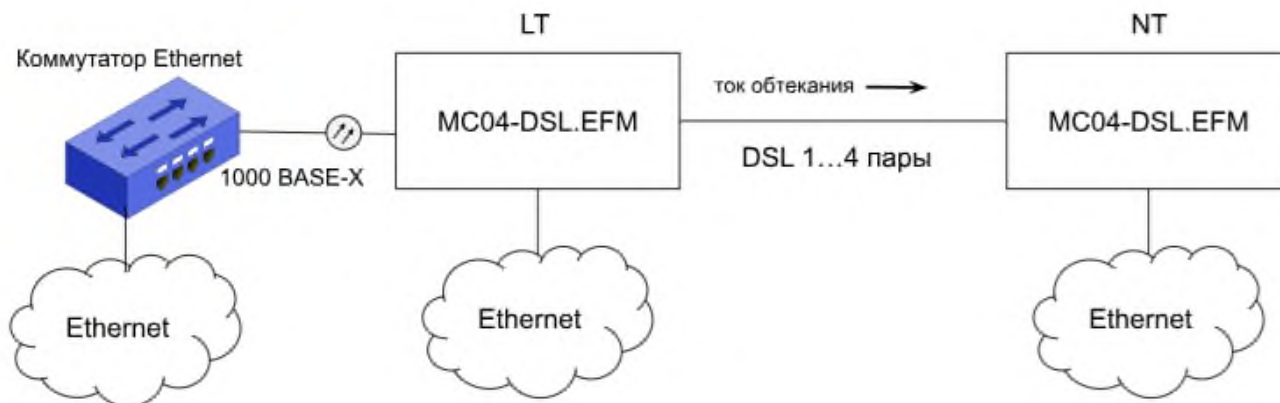 LT
NT
Коммутатор Ethernet
ток обтекания
MC04-DSL.EFM
MC04-DSL.EFM
DSL 1...4 пары
1000 BASE-X
Ethernet
Ethernet
Ethernet